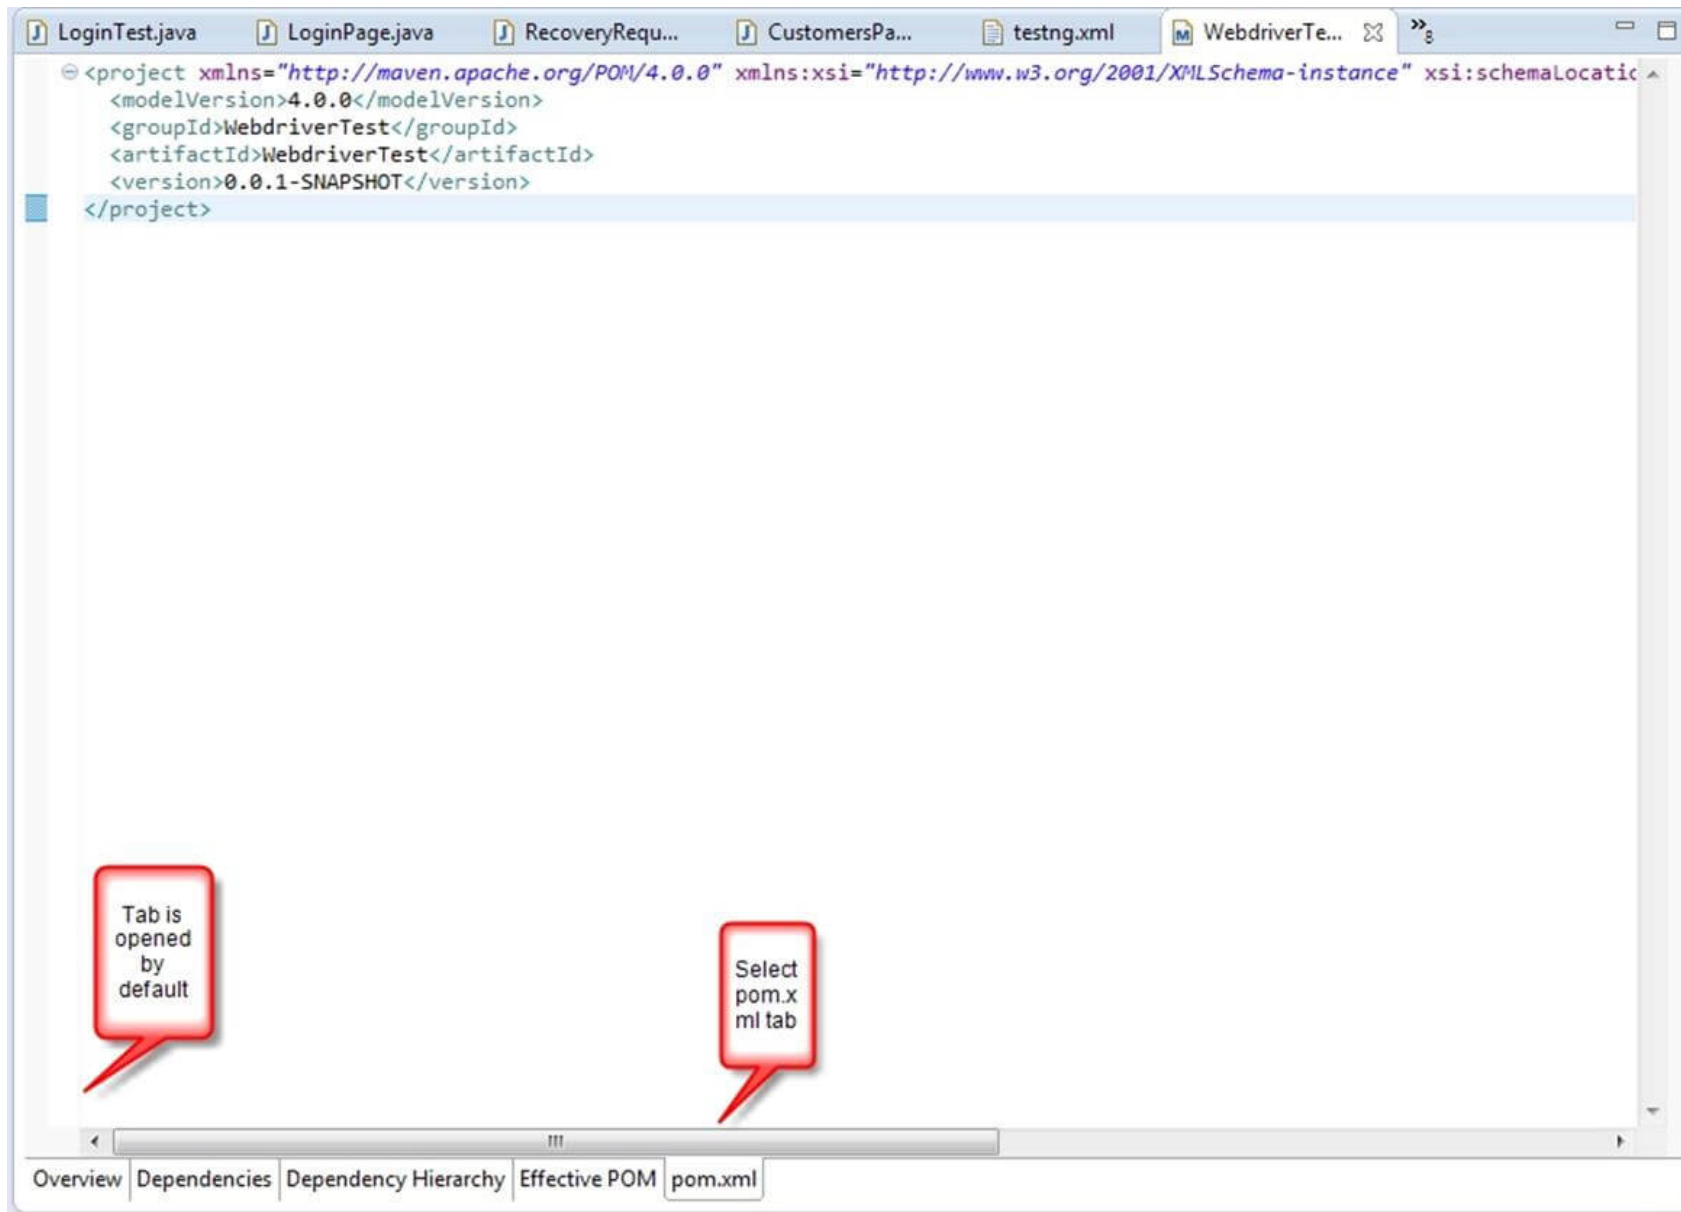 LoginTest.java LoginPage.java RecoveryRequ... CustomersPa... testng.xml WebdriverTe... »8
<project xmlns="http://maven.apache.org/POM/4.0.0" xmlns:xsi="http://www.w3.org/2001/XMLSchema-instance" xsi:schemaLocatic
<modelVersion>4.0.0</modelVersion>
<groupId>WebdriverTest</groupId>
<artifactId>WebdriverTest</artifactId>
<version>0.0.1-SNAPSHOT</version>
</project>
Tab is
opened
by
default
Select
pom.x
ml tab
Overview Dependencies Dependency Hierarchy Effective POM pom.xml